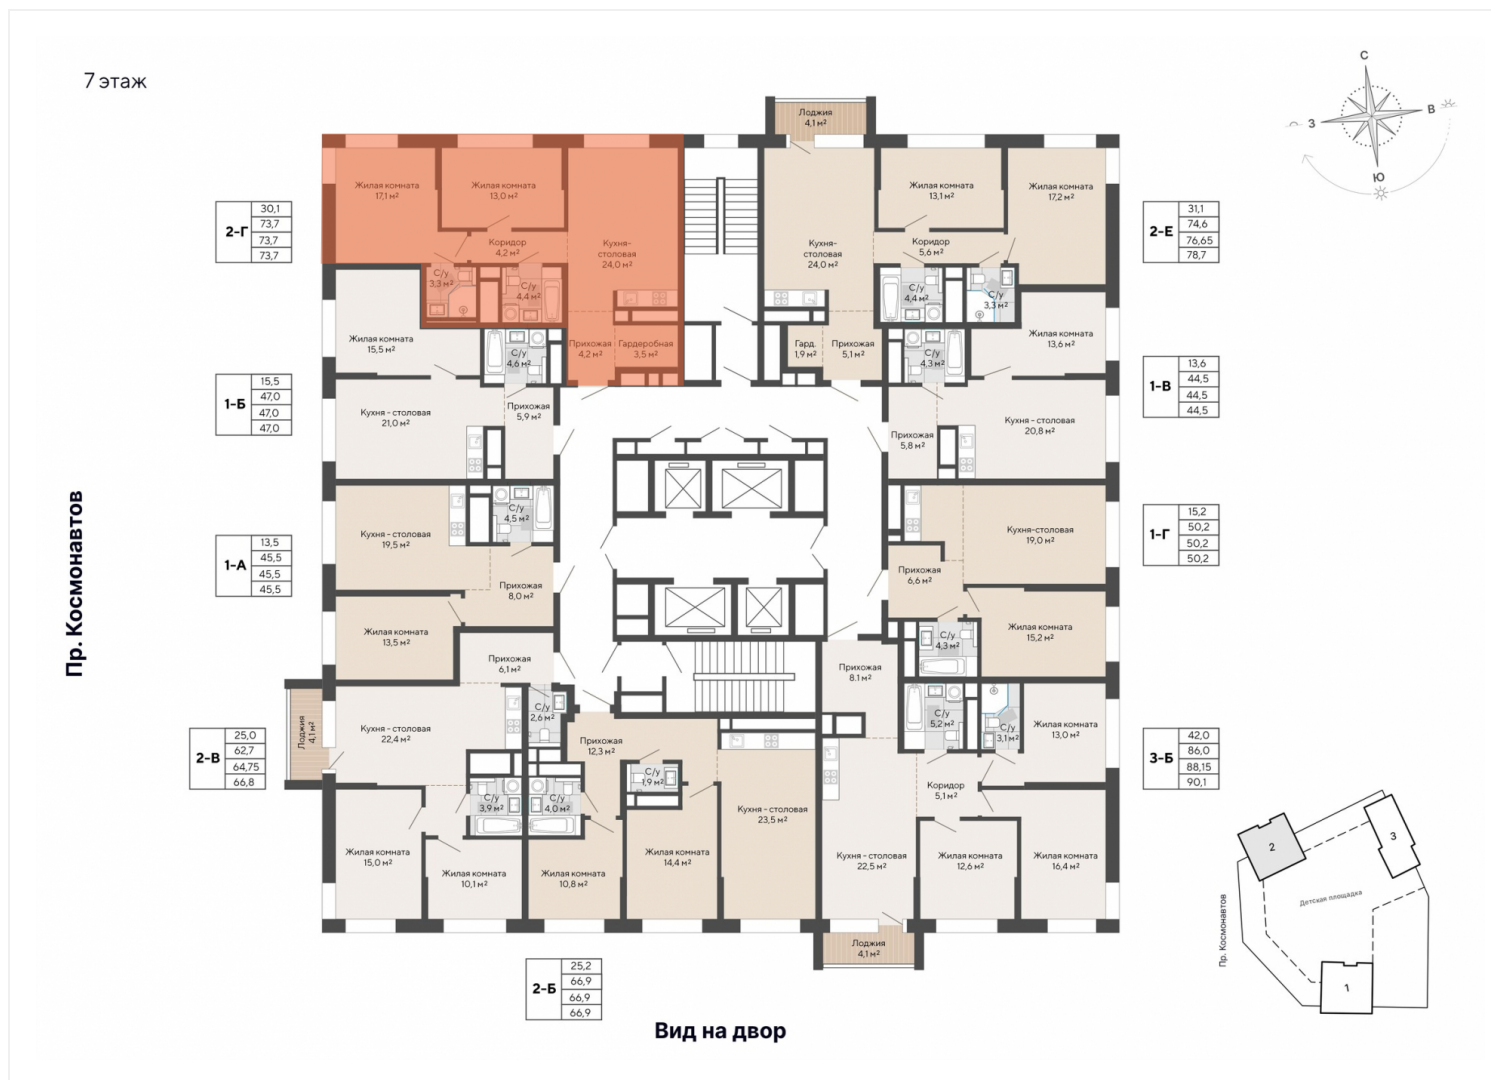 7 этаж
С
В
З
Ю
Лоджия
4,1 м²
Жилая комната
17,1 м²
Жилая комната
13,0 м²
Коридор
4,2 м²
Кухня-
столовая
24,0 м²
С/у
3,3 м²
С/у
4,4 м²
Прихожая
4,2 м²
Гардеробная
3,5 м²
2-Г
30,1
73,7
73,7
73,7
Кухня-
столовая
24,0 м²
Жилая комната
13,1 м²
Жилая комната
17,2 м²
Коридор
5,6 м²
С/у
4,4 м²
С/у
3,3 м²
Гард.
1,9 м²
Прихожая
5,1 м²
2-Е
31,1
74,6
76,65
78,7
Жилая комната
15,5 м²
С/у
4,6 м²
Кухня - столовая
21,0 м²
Прихожая
5,9 м²
1-Б
15,5
47,0
47,0
47,0
С/у
4,3 м²
Жилая комната
13,6 м²
Прихожая
5,8 м²
Кухня - столовая
20,8 м²
1-В
13,6
44,5
44,5
44,5
Кухня - столовая
19,5 м²
С/у
4,5 м²
Прихожая
8,0 м²
Жилая комната
13,5 м²
1-А
13,5
45,5
45,5
45,5
Кухня-столовая
19,0 м²
Прихожая
6,6 м²
Жилая комната
15,2 м²
С/у
4,3 м²
1-Г
15,2
50,2
50,2
50,2
Пр. Космонавтов
Прихожая
6,1 м²
Лоджия
4,1 м²
Кухня - столовая
22,4 м²
С/у
2,6 м²
С/у
3,9 м²
Жилая комната
15,0 м²
Жилая комната
10,1 м²
2-В
25,0
62,7
64,75
66,8
Прихожая
12,3 м²
С/у
1,9 м²
С/у
4,0 м²
Кухня - столовая
23,5 м²
Жилая комната
14,4 м²
Жилая комната
10,8 м²
2-Б
25,2
66,9
66,9
66,9
Прихожая
8,1 м²
С/у
5,2 м²
С/у
3,1 м²
Жилая комната
13,0 м²
Коридор
5,1 м²
Кухня - столовая
22,5 м²
Жилая комната
12,6 м²
Жилая комната
16,4 м²
Лоджия
4,1 м²
3-Б
42,0
86,0
88,15
90,1
2
3
Детская площадка
Пр. Космонавтов
1
Вид на двор